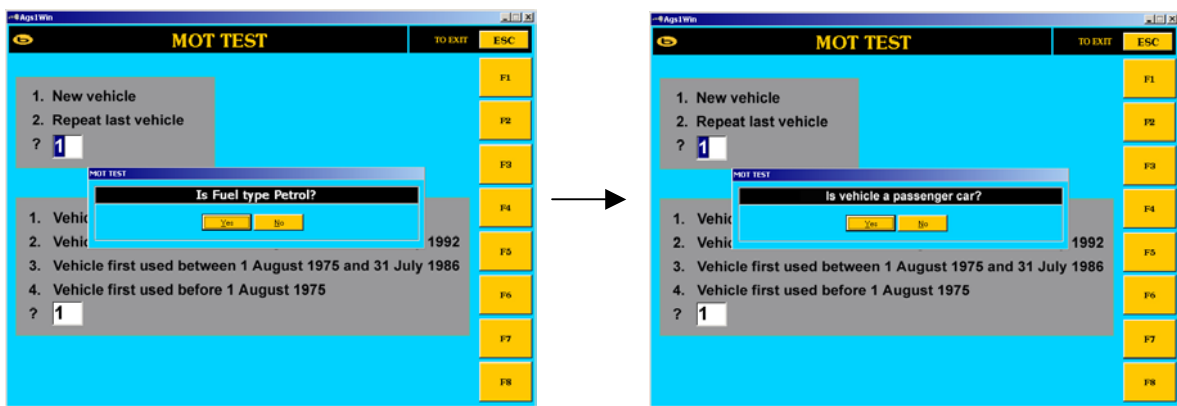 Ags1Win
MOT TEST
TO EXIT
ESC
F1
1. New vehicle
2. Repeat last vehicle
F2
? 1
F3
MOT TEST
Is Fuel type Petrol?
Yes No
F4
1. Vehic
2. Vehic 1992
F5
3. Vehicle first used between 1 August 1975 and 31 July 1986
4. Vehicle first used before 1 August 1975
F6
? 1
F7
F8
Ags1Win
MOT TEST
TO EXIT
ESC
F1
1. New vehicle
2. Repeat last vehicle
F2
? 1
F3
MOT TEST
Is vehicle a passenger car?
Yes No
F4
1. Vehic
2. Vehic 1992
F5
3. Vehicle first used between 1 August 1975 and 31 July 1986
4. Vehicle first used before 1 August 1975
F6
? 1
F7
F8